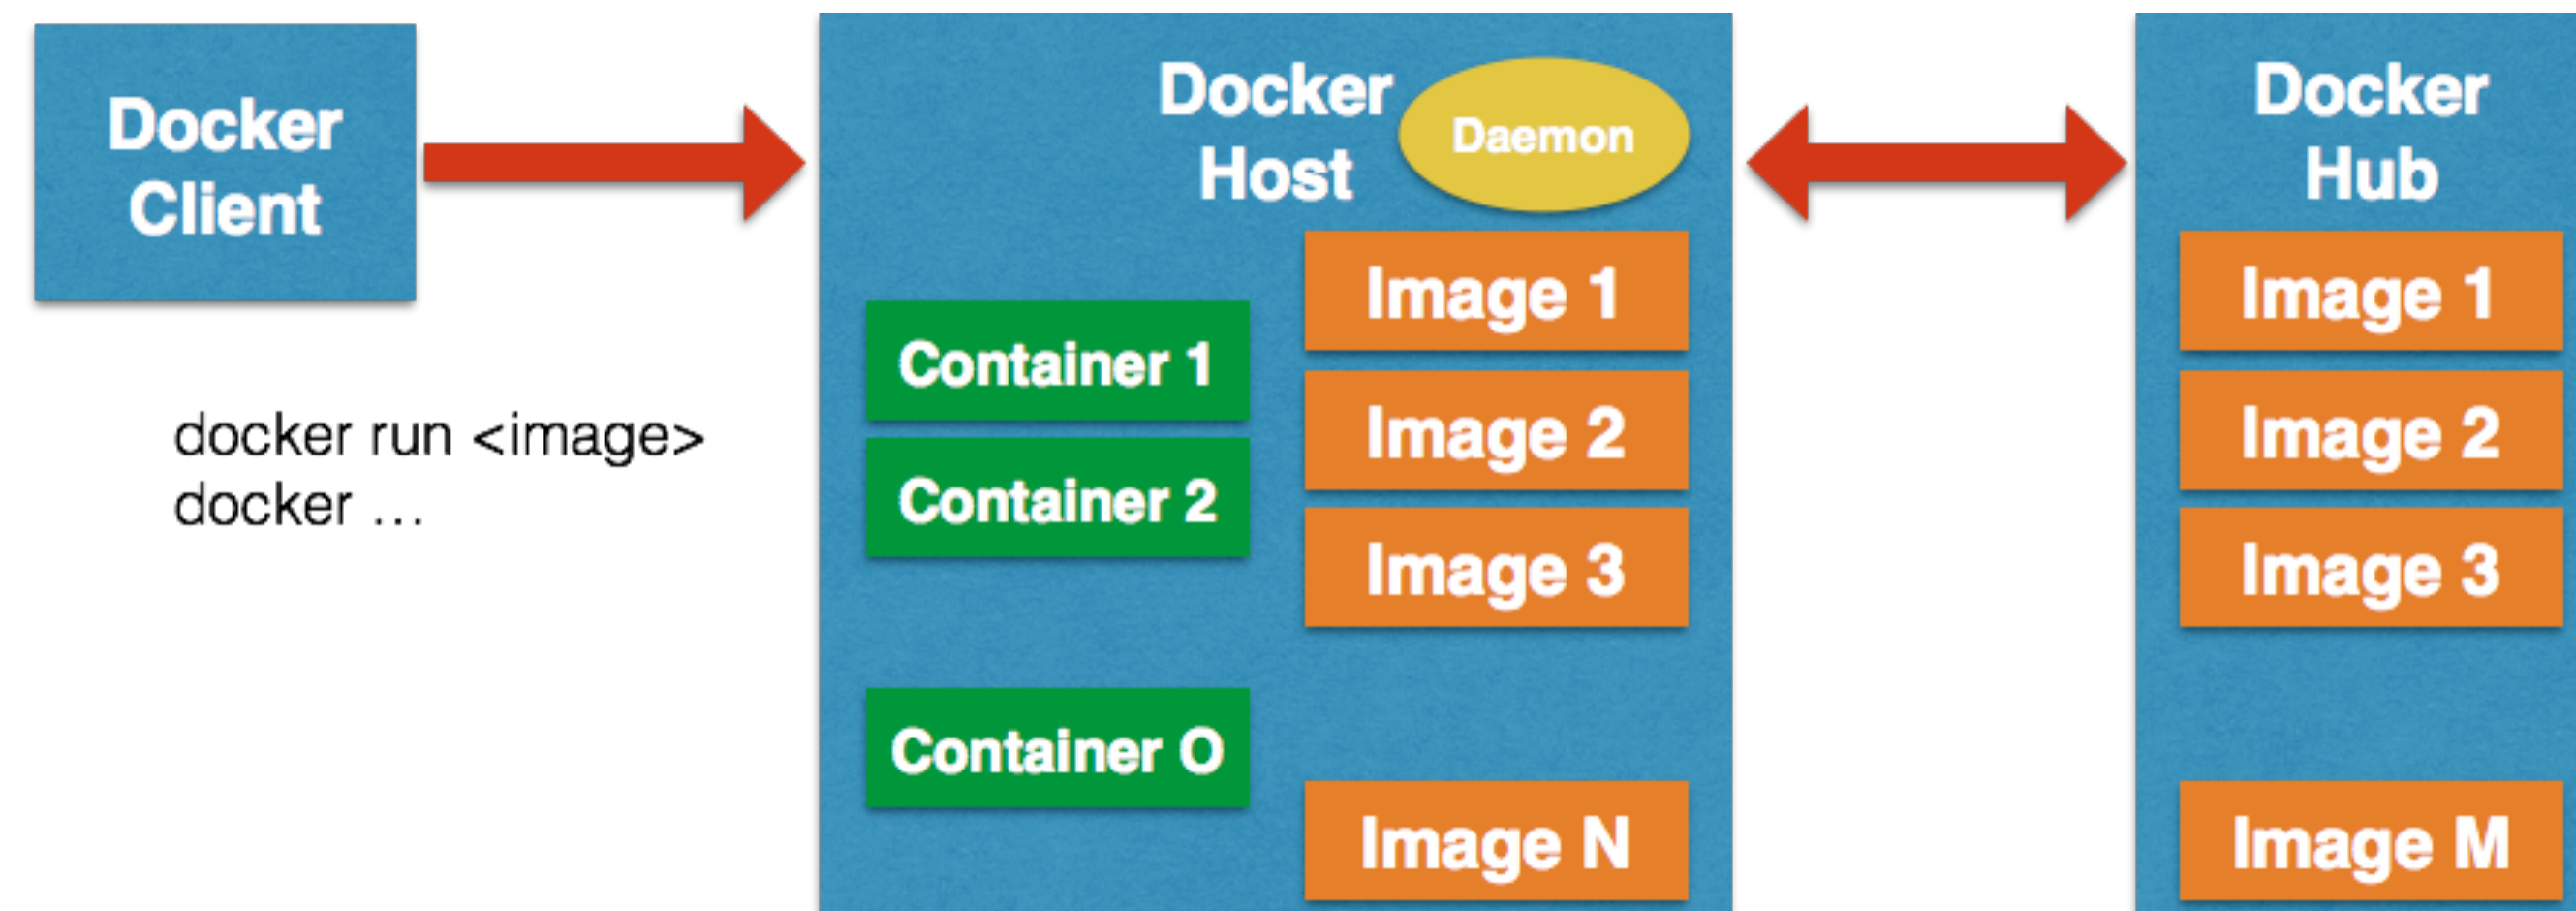 Docker
Client
docker run <image>
docker …
Docker
Host
Daemon
Container 1
Container 2
Container O
Image 1
Image 2
Image 3
Image N
Docker
Hub
Image 1
Image 2
Image 3
Image M